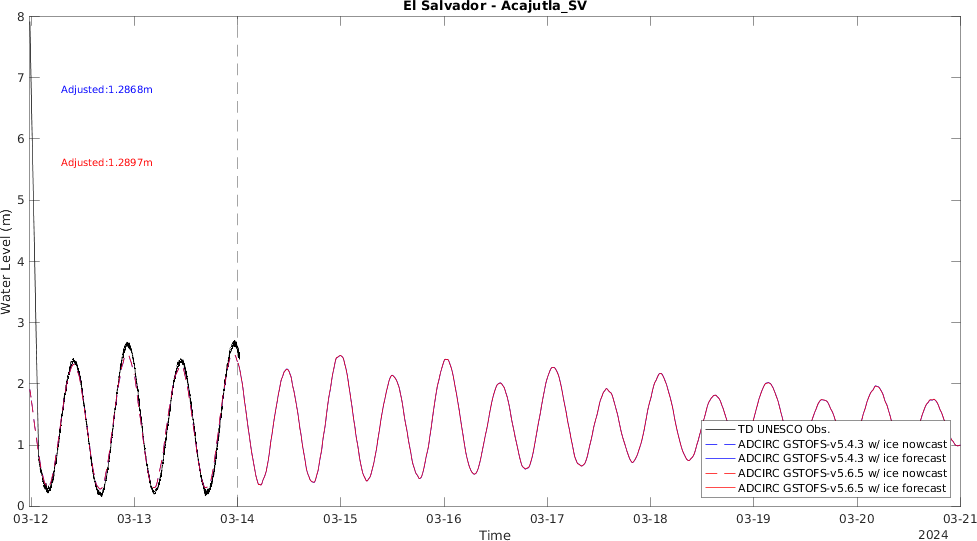 El Salvador - Acajutla_SV
8
7
6
5
4
3
2
1
0
Water Level (m)
Adjusted:1.2868m
Adjusted:1.2897m
TD UNESCO Obs.
ADCIRC GSTOFS-v5.4.3 w/ ice nowcast
ADCIRC GSTOFS-v5.4.3 w/ ice forecast
ADCIRC GSTOFS-v5.6.5 w/ ice nowcast
ADCIRC GSTOFS-v5.6.5 w/ ice forecast
03-12 03-13 03-14 03-15 03-16 03-17 03-18 03-19 03-20 03-21
Time
2024